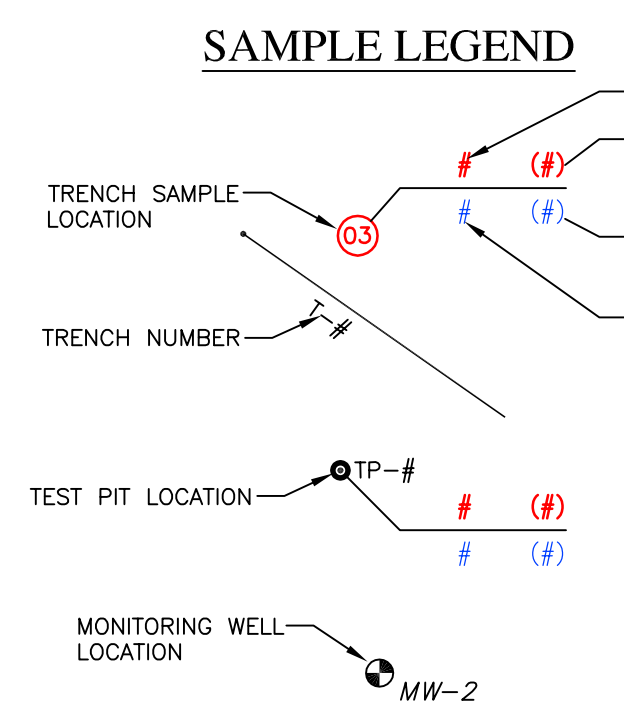 SAMPLE LEGEND
# (#)
TRENCH SAMPLE
LOCATION
# (#)
03
T-#
TRENCH NUMBER
TP-#
TEST PIT LOCATION
# (#)
# (#)
MONITORING WELL
LOCATION
MW-2